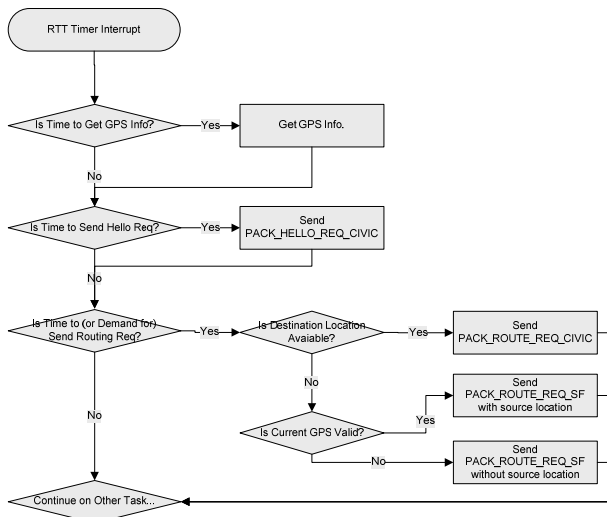 RTT Timer Interrupt
Is Time to Get GPS Info?
Yes
Get GPS Info.
No
Is Time to Send Hello Req?
Yes
Send
PACK_HELLO_REQ_CIVIC
No
Is Time to (or Demand for)
Send Routing Req?
Yes
Is Destination Location
Avaiable?
Yes
Send
PACK_ROUTE_REQ_CIVIC
No
No
Is Current GPS Valid?
Yes
Send
PACK_ROUTE_REQ_SF
with source location
No
Send
PACK_ROUTE_REQ_SF
without source location
Continue on Other Task...